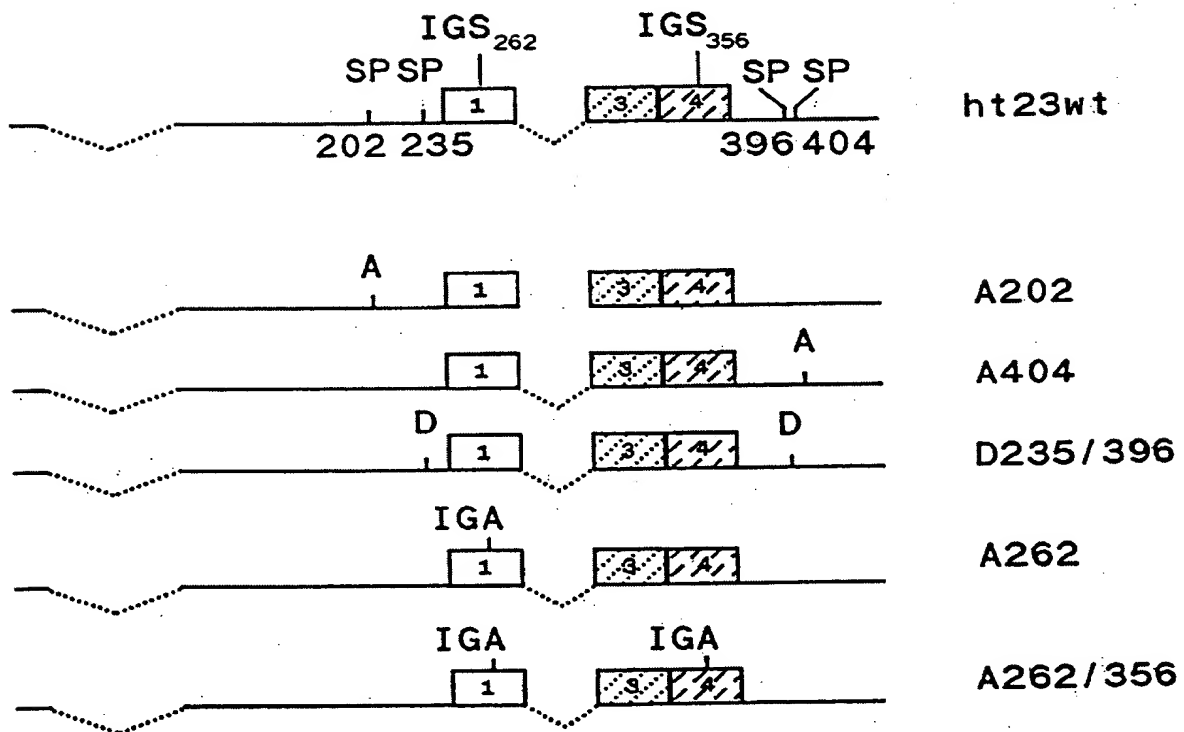 IGS262 IGS356
SP SP SP SP
1 3 4 ht23wt
202 235 396 404
A
1 3 4 A202
A
1 3 4 A404
D D
1 3 4 D235/396
IGA
1 3 4 A262
IGA IGA
1 3 4 A262/356